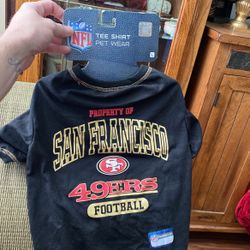 NFL
TEE SHIRT
PET WEAR
PROPERTY OF
SAN FRANCISCO
SF
49ERS
FOOTBALL